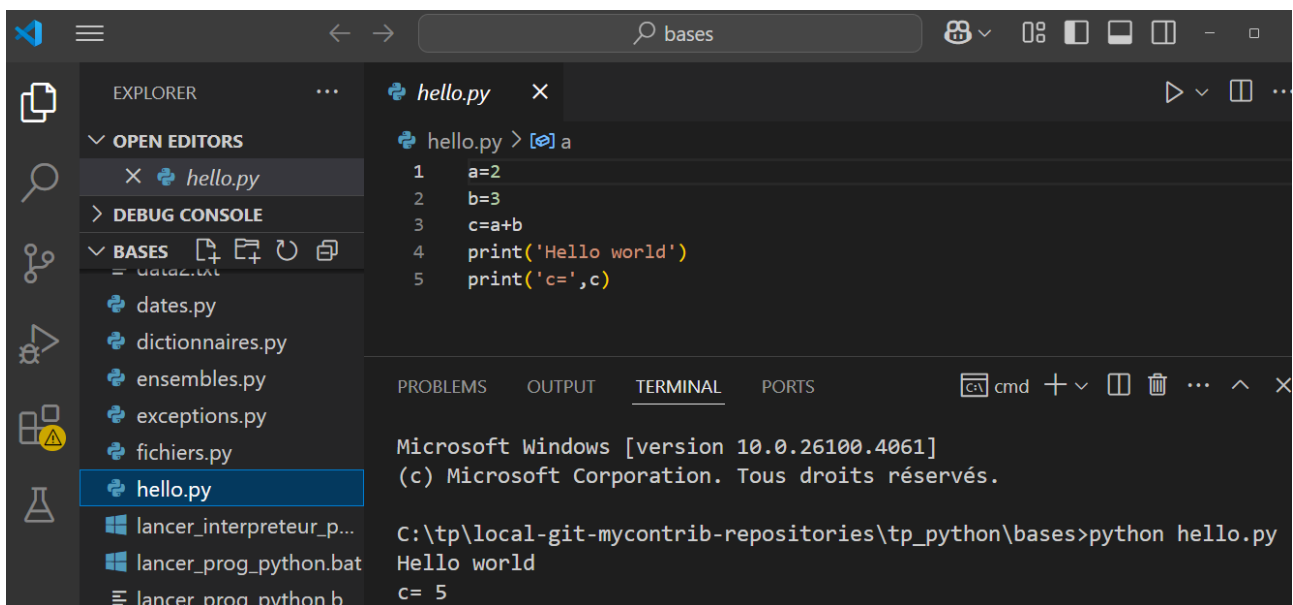 bases
EXPLORER
OPEN EDITORS
hello.py
DEBUG CONSOLE
BASES
data2.txt
dates.py
dictionnaires.py
ensembles.py
exceptions.py
fichiers.py
hello.py
lancer_interpreteur_p...
lancer_prog_python.bat
lancer_prog_python.b
hello.py
hello.py > a
1 a=2
2 b=3
3 c=a+b
4 print('Hello world')
5 print('c=',c)
PROBLEMS OUTPUT TERMINAL PORTS cmd
Microsoft Windows [version 10.0.26100.4061]
(c) Microsoft Corporation. Tous droits réservés.
C:\tp\local-git-mycontrib-repositories\tp_python\bases>python hello.py
Hello world
c= 5